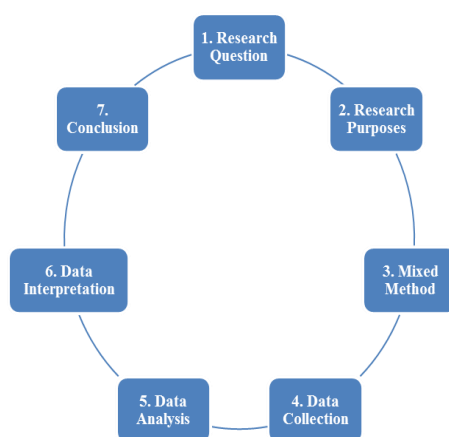 1. Research
Question
2. Research
Purposes
3. Mixed
Method
4. Data
Collection
5. Data
Analysis
6. Data
Interpretation
7.
Conclusion